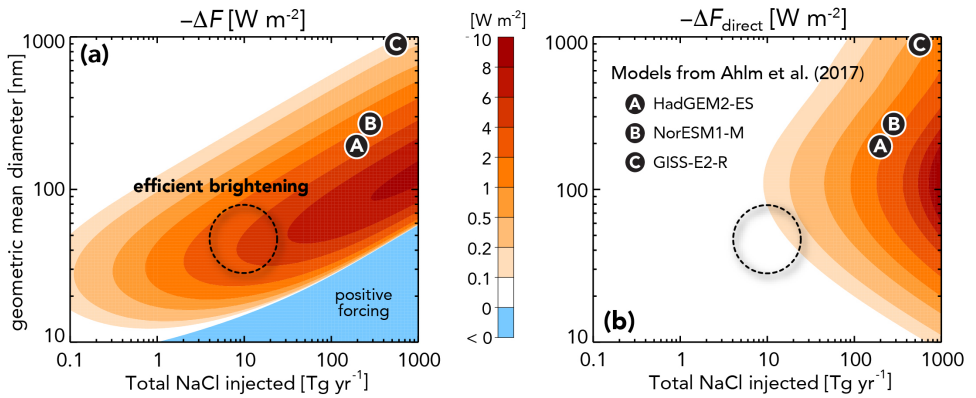 −ΔF [W m-2]
(a)
geometric mean diameter [nm]
1000
100
10
C
B
A
efficient brightening
positive
forcing
0.1 1 10 100 1000
Total NaCl injected [Tg yr-1]
[W m-2]
10
8
6
4
2
1
0.5
0.2
0.1
0
< 0
−ΔFdirect [W m-2]
1000
100
10
Models from Ahlm et al. (2017)
A HadGEM2-ES
B NorESM1-M
C GISS-E2-R
C
B
A
(b)
0.1 1 10 100 1000
Total NaCl injected [Tg yr-1]